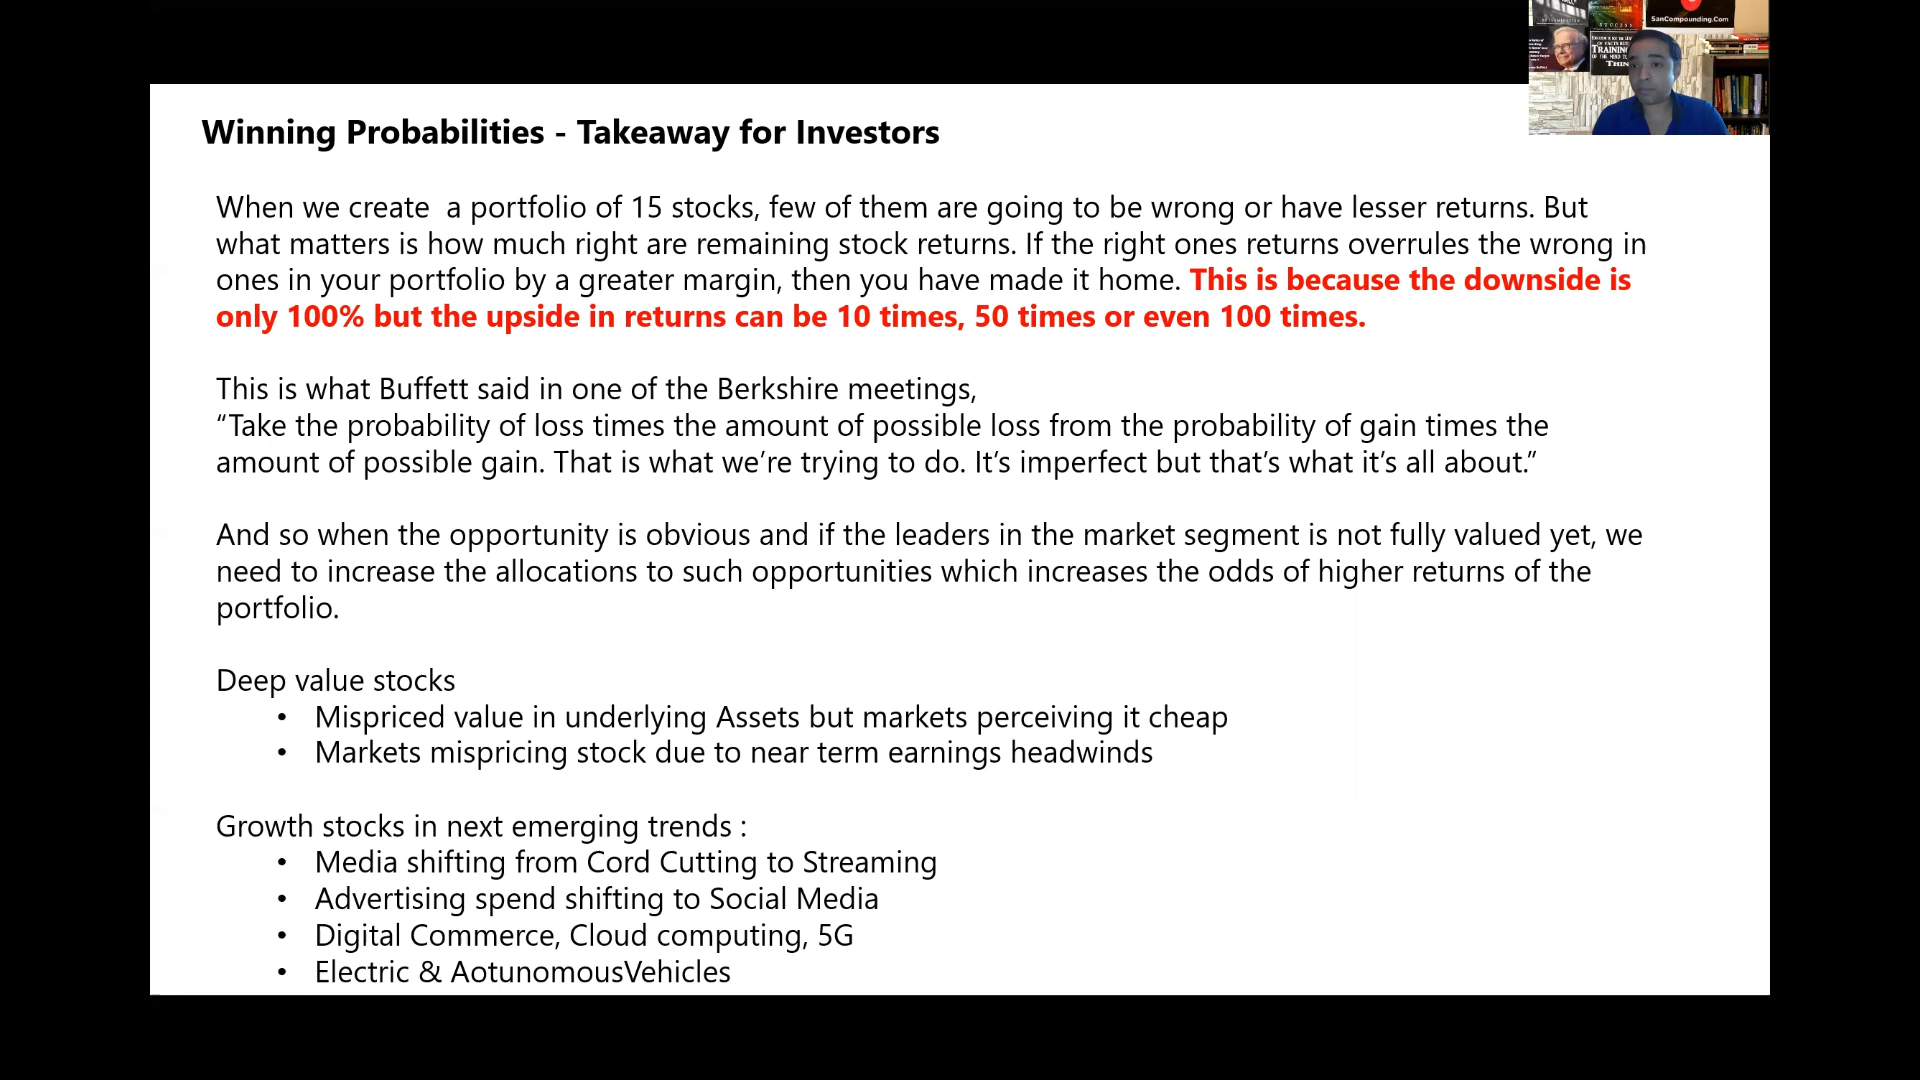 SUCCESS
SanCompounding.Com
TRAINING
OF THE MIND
Winning Probabilities - Takeaway for Investors
When we create a portfolio of 15 stocks, few of them are going to be wrong or have lesser returns. But
what matters is how much right are remaining stock returns. If the right ones returns overrules the wrong in
ones in your portfolio by a greater margin, then you have made it home. This is because the downside is
only 100% but the upside in returns can be 10 times, 50 times or even 100 times.
This is what Buffett said in one of the Berkshire meetings,
“Take the probability of loss times the amount of possible loss from the probability of gain times the
amount of possible gain. That is what we’re trying to do. It‘s imperfect but that’s what it’s all about.”
And so when the opportunity is obvious and if the leaders in the market segment is not fully valued yet, we
need to increase the allocations to such opportunities which increases the odds of higher returns of the
portfolio.
Deep value stocks
• Mispriced value in underlying Assets but markets perceiving it cheap
• Markets mispricing stock due to near term earnings headwinds
Growth stocks in next emerging trends :
• Media shifting from Cord Cutting to Streaming
• Advertising spend shifting to Social Media
• Digital Commerce, Cloud computing, 5G
• Electric & AotunomousVehicles